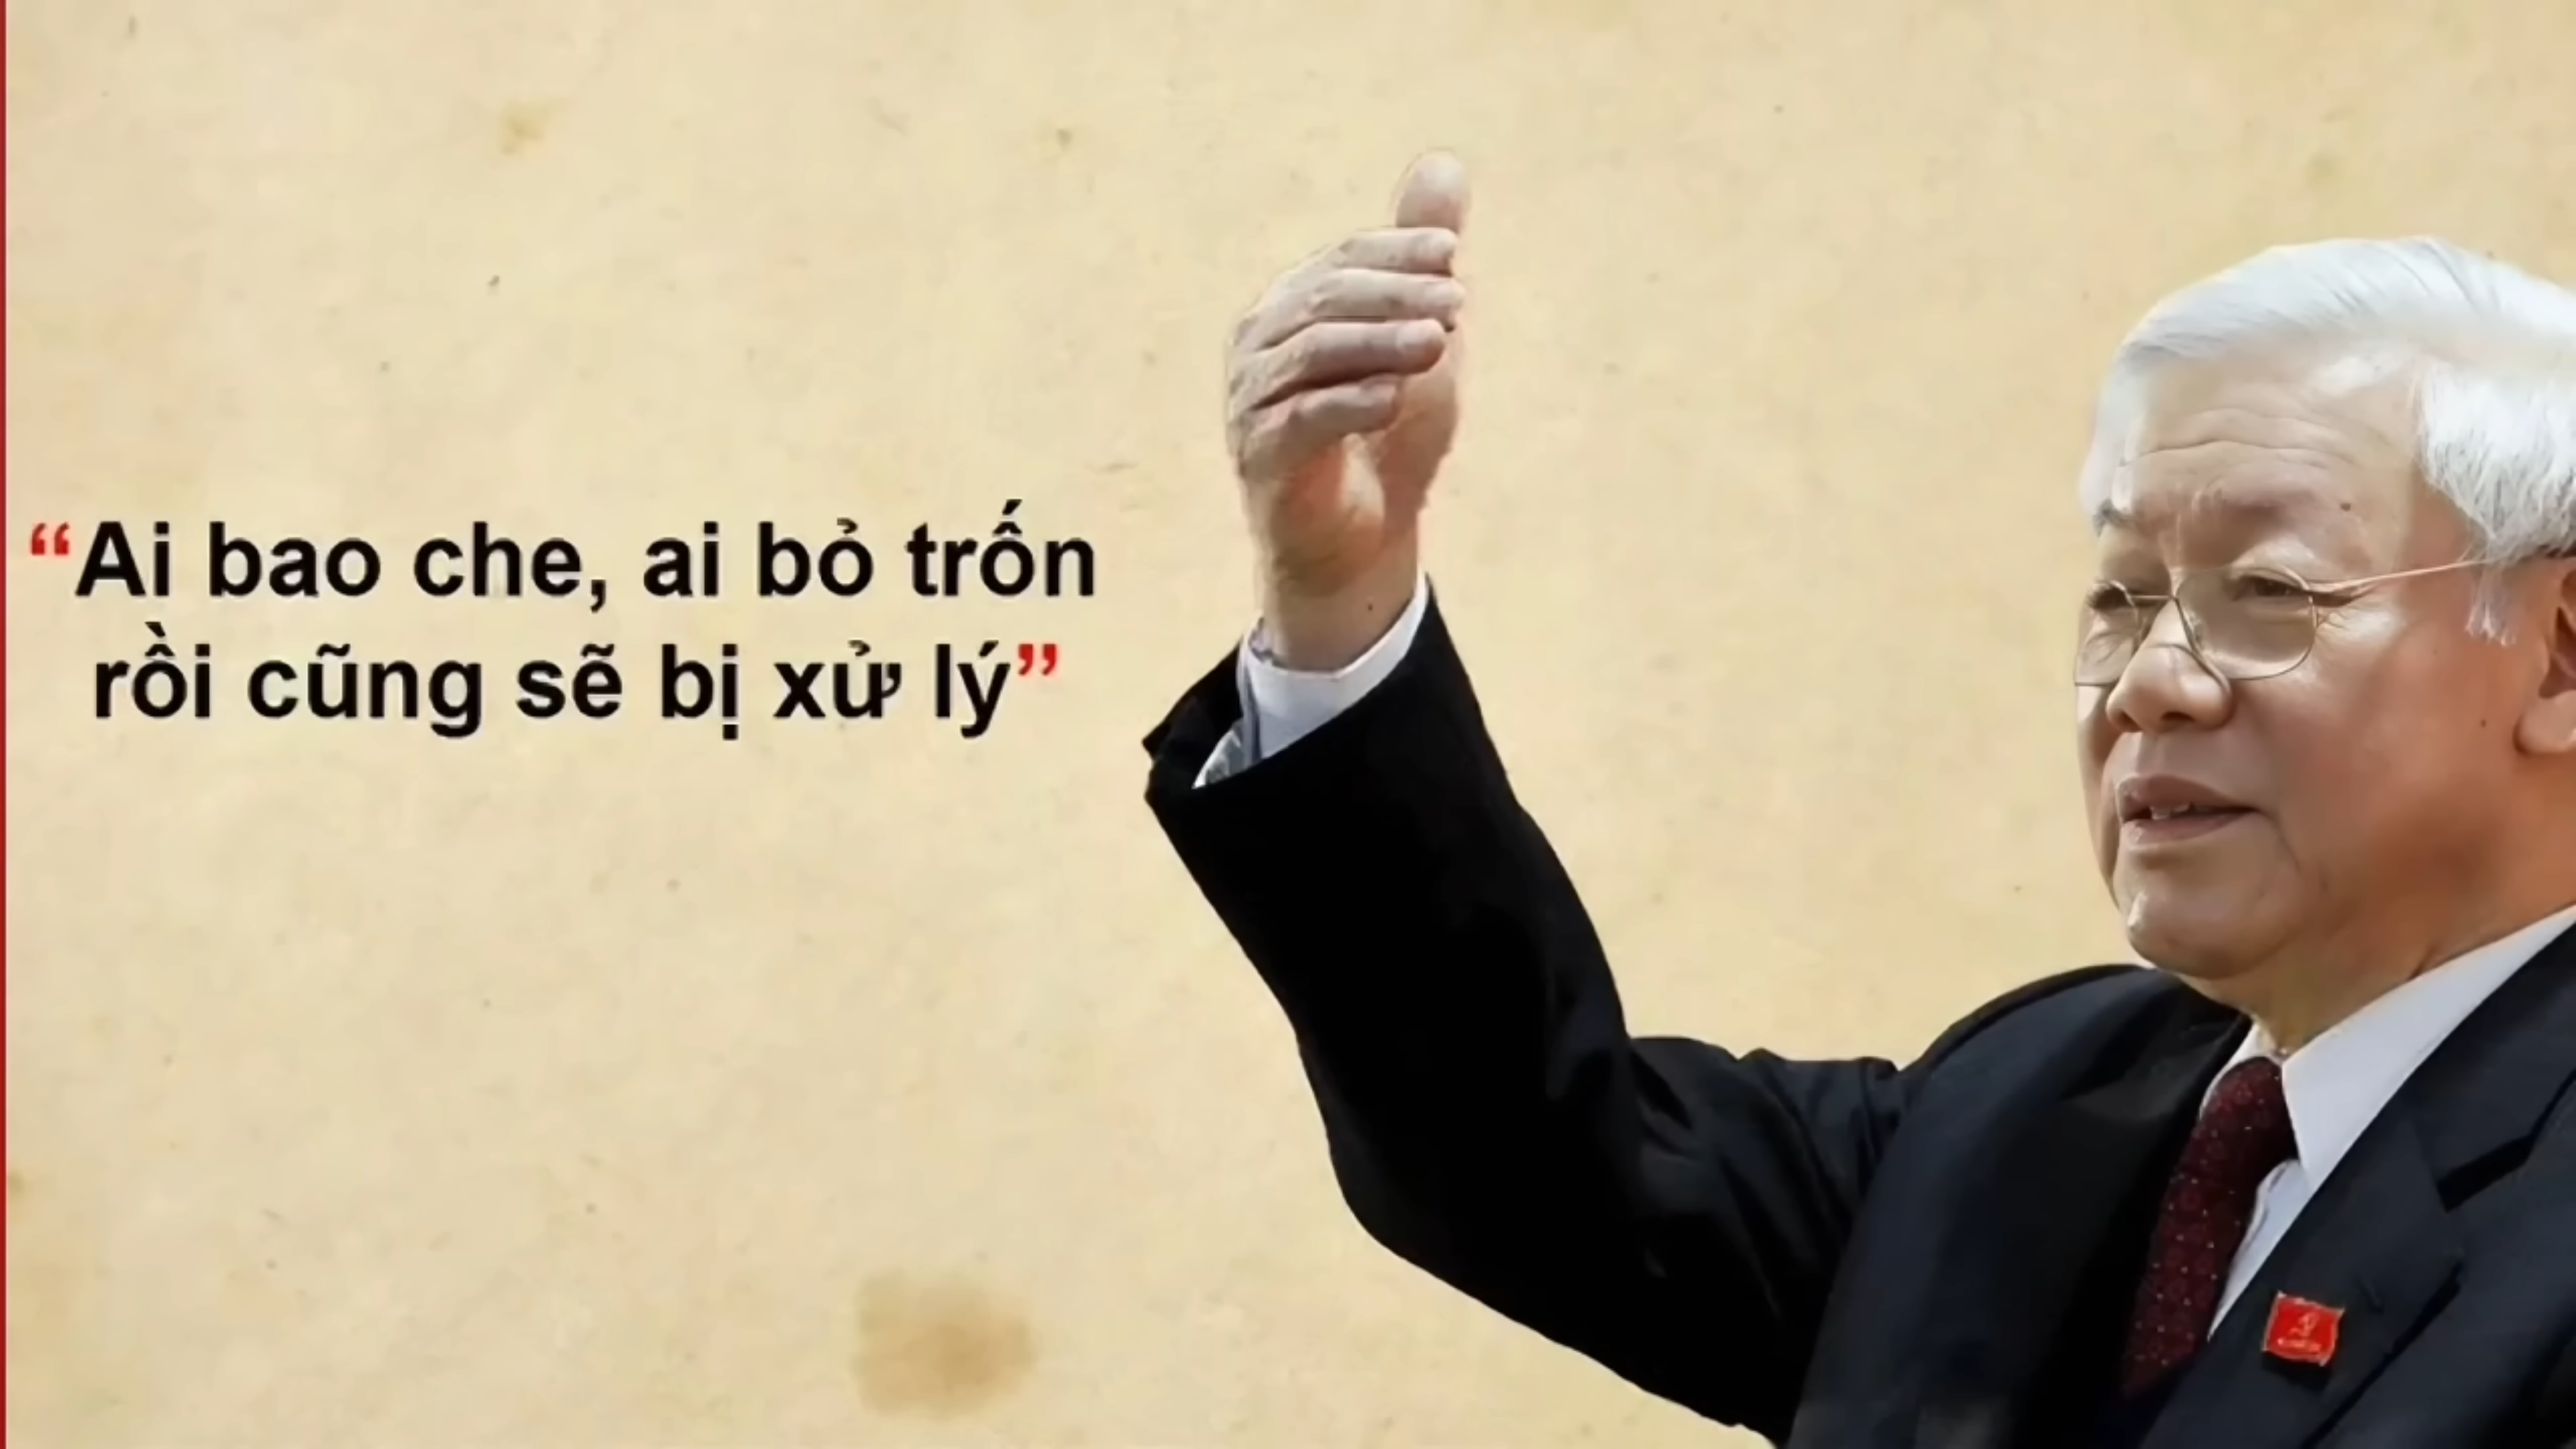 “Ai bao che, ai bỏ trốn
rồi cũng sẽ bị xử lý”